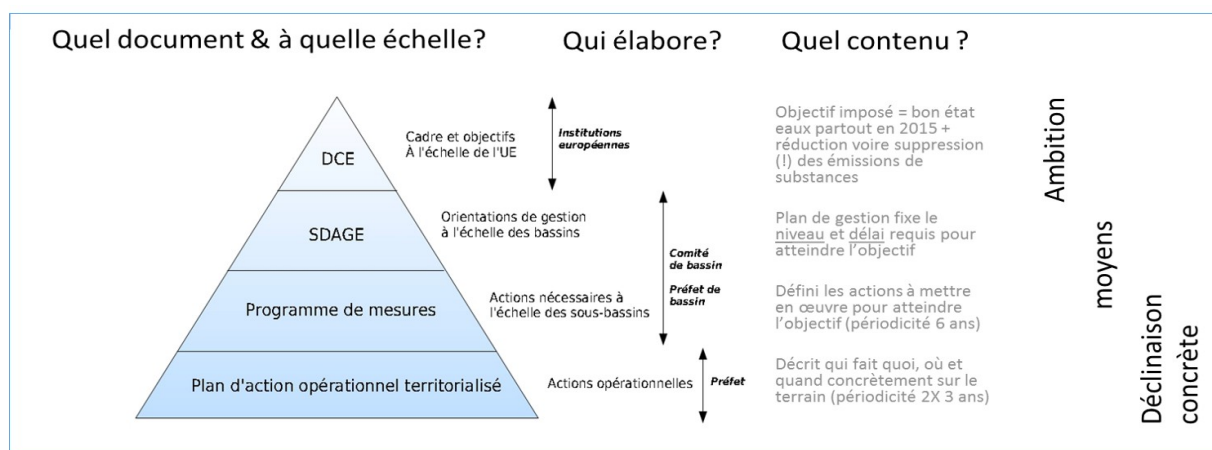 Quel document & à quelle échelle?
Qui élabore?
Quel contenu ?
DCE
Cadre et objectifs
À l'échelle de l'UE
Institutions
européennes
Objectif imposé = bon état
eaux partout en 2015 +
réduction voire suppression
(!) des émissions de
substances
Ambition
SDAGE
Orientations de gestion
à l'échelle des bassins
Comité
de bassin
Préfet de
bassin
Plan de gestion fixe le
niveau et délai requis pour
atteindre l'objectif
moyens
Programme de mesures
Actions nécessaires à
l'échelle des sous-bassins
Défini les actions à mettre
en œuvre pour atteindre
l'objectif (périodicité 6 ans)
Plan d'action opérationnel territorialisé
Actions opérationnelles
Préfet
Décrit qui fait quoi, où et
quand concrètement sur le
terrain (périodicité 2X 3 ans)
Déclinaison
concrète